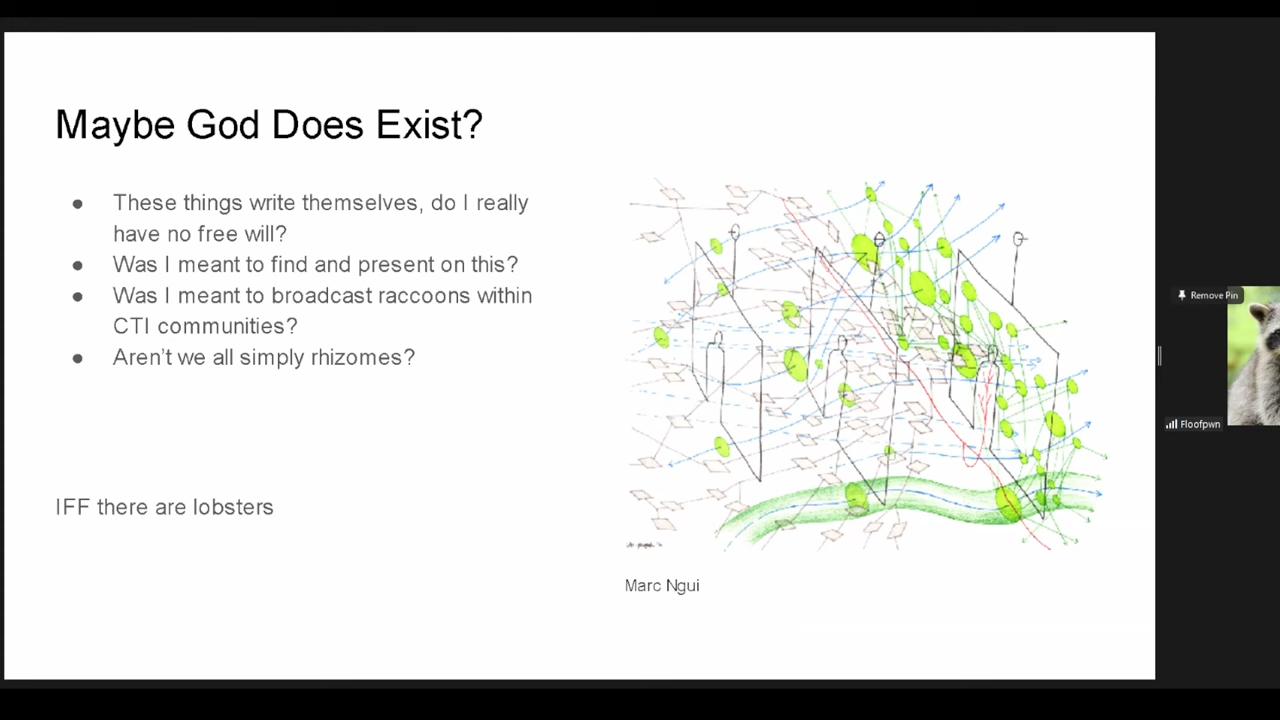 Maybe God Does Exist?
● These things write themselves, do I really
have no free will?
● Was I meant to find and present on this?
● Was I meant to broadcast raccoons within
CTI communities?
● Aren't we all simply rhizomes?
IFF there are lobsters
Marc Ngui
Remove Pin
Floofpwn